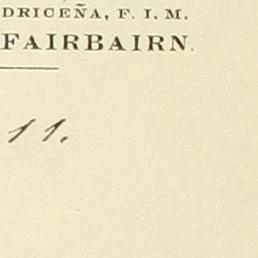 DRICEÑA, F. I. M.
FAIRBAIRN.
11.